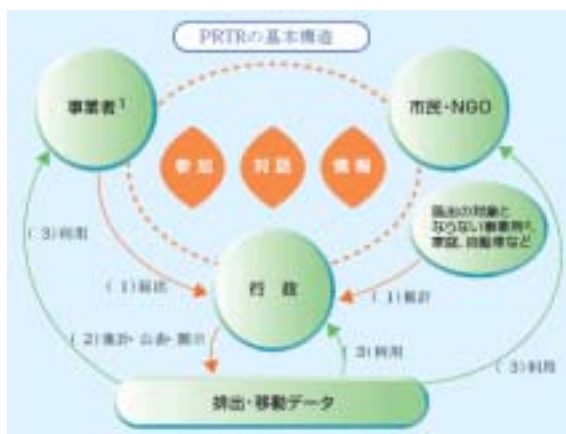 PRTRの基本構造
事業者1
市民・NGO
参加
対話
情報
届出の対象と
ならない事業所2、
家庭、自動車など
(3)利用
(1)届出
行政
(1)推計
(2)集計・公表・開示
(3)利用
(3)利用
排出・移動データ